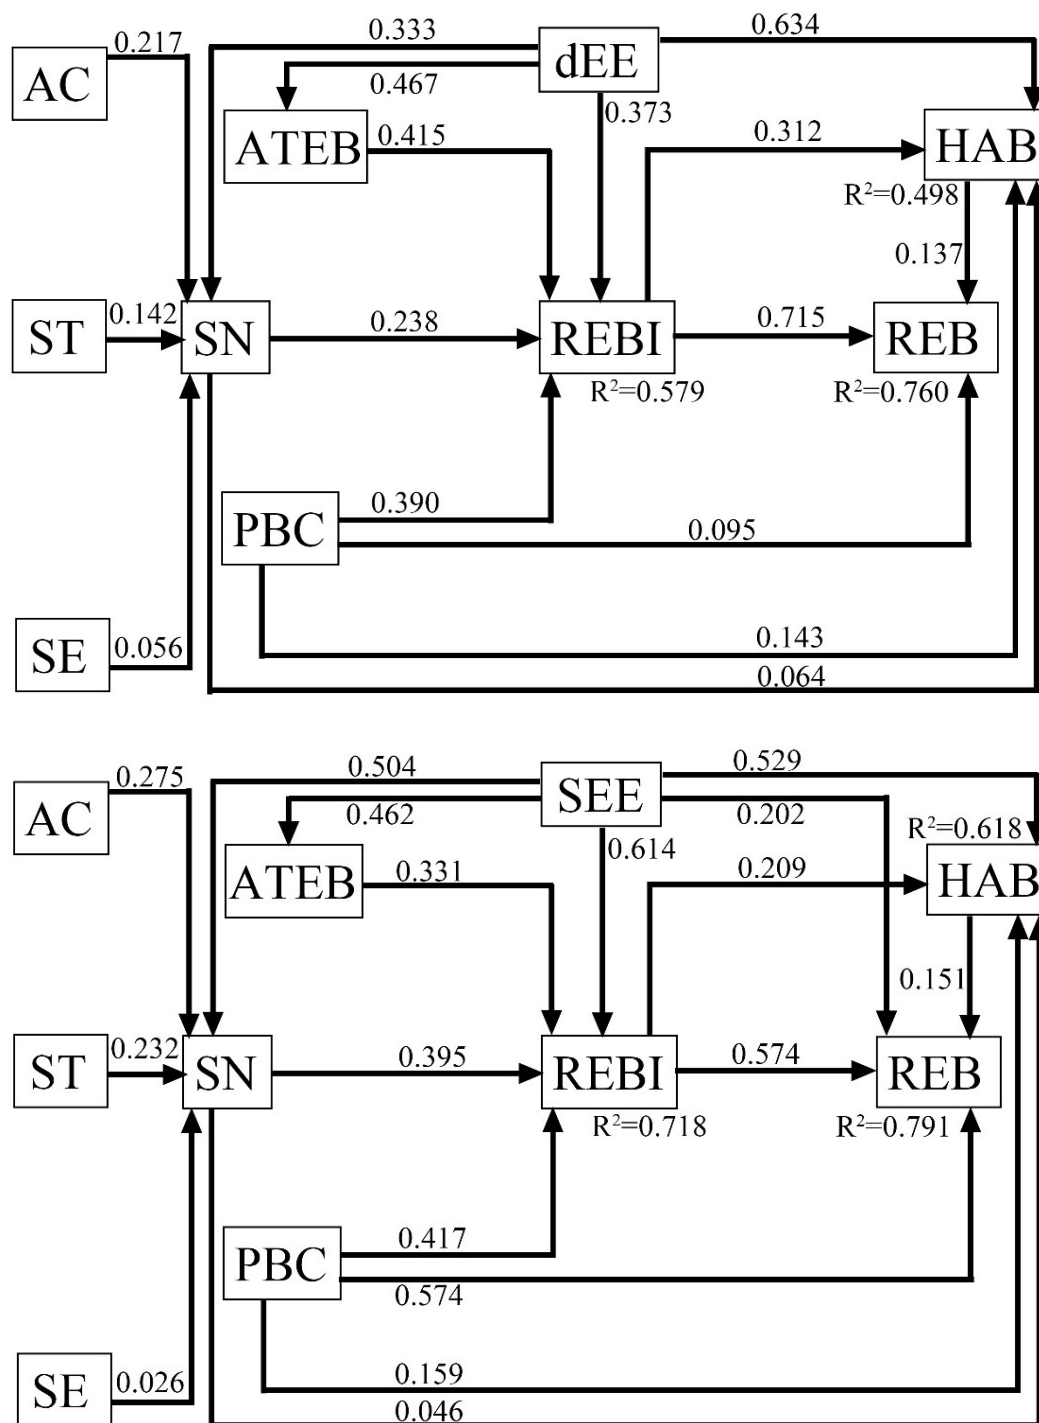 0.333
0.634
0.217
dEE
AC
0.467
0.373
0.415
0.312
ATEB
HAB
R²=0.498
0.137
0.142
0.238
0.715
ST
SN
REBI
REB
R²=0.579
R²=0.760
0.390
PBC
0.095
0.056
0.143
SE
0.064
0.504
0.529
0.275
SEE
AC
0.462
0.202
R²=0.618
0.614
0.331
0.209
ATEB
HAB
0.151
0.232
0.395
0.574
ST
SN
REBI
REB
R²=0.718
R²=0.791
0.417
PBC
0.574
0.159
0.026
SE
0.046